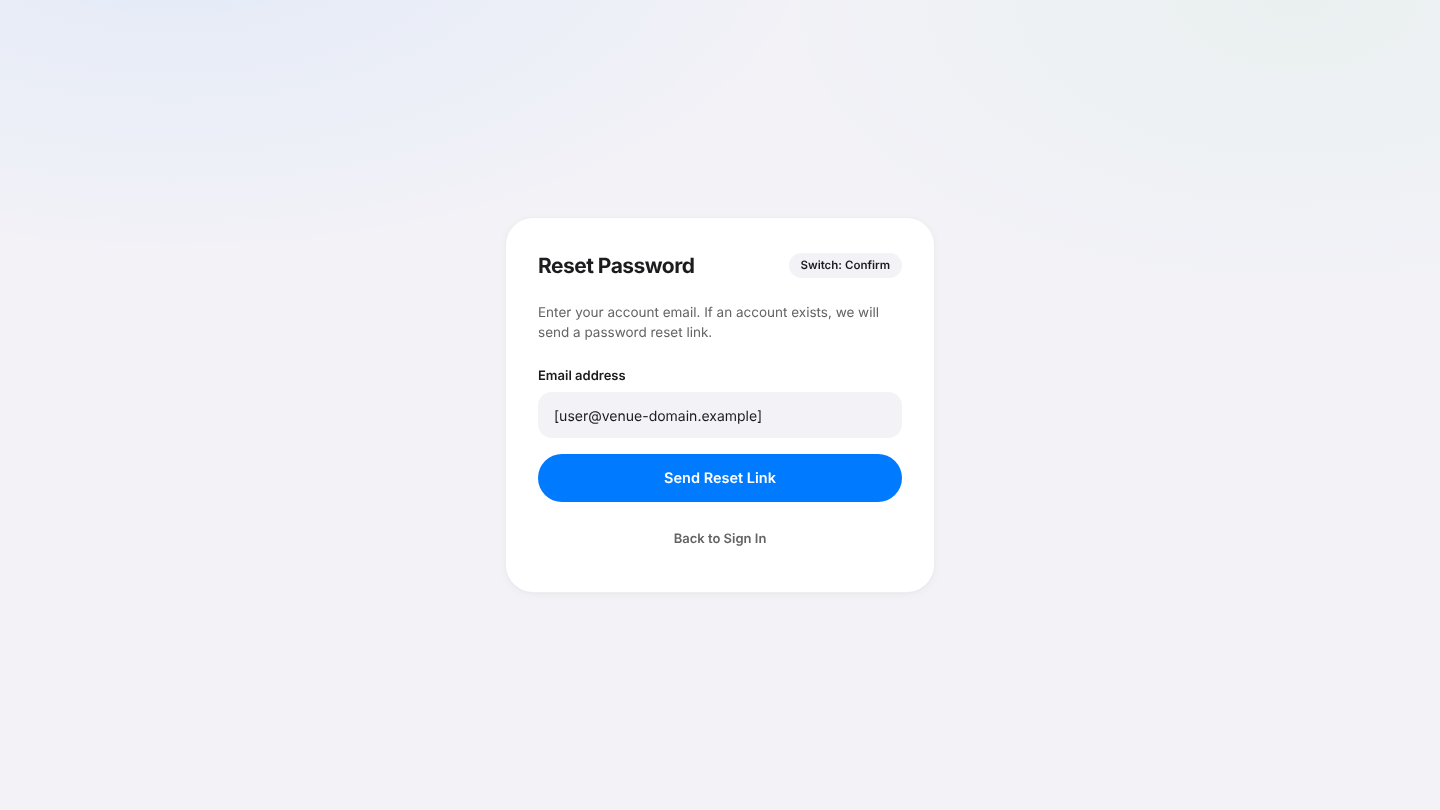 Reset Password
Switch: Confirm
Enter your account email. If an account exists, we will
send a password reset link.
Email address
[user@venue-domain.example]
Send Reset Link
Back to Sign In